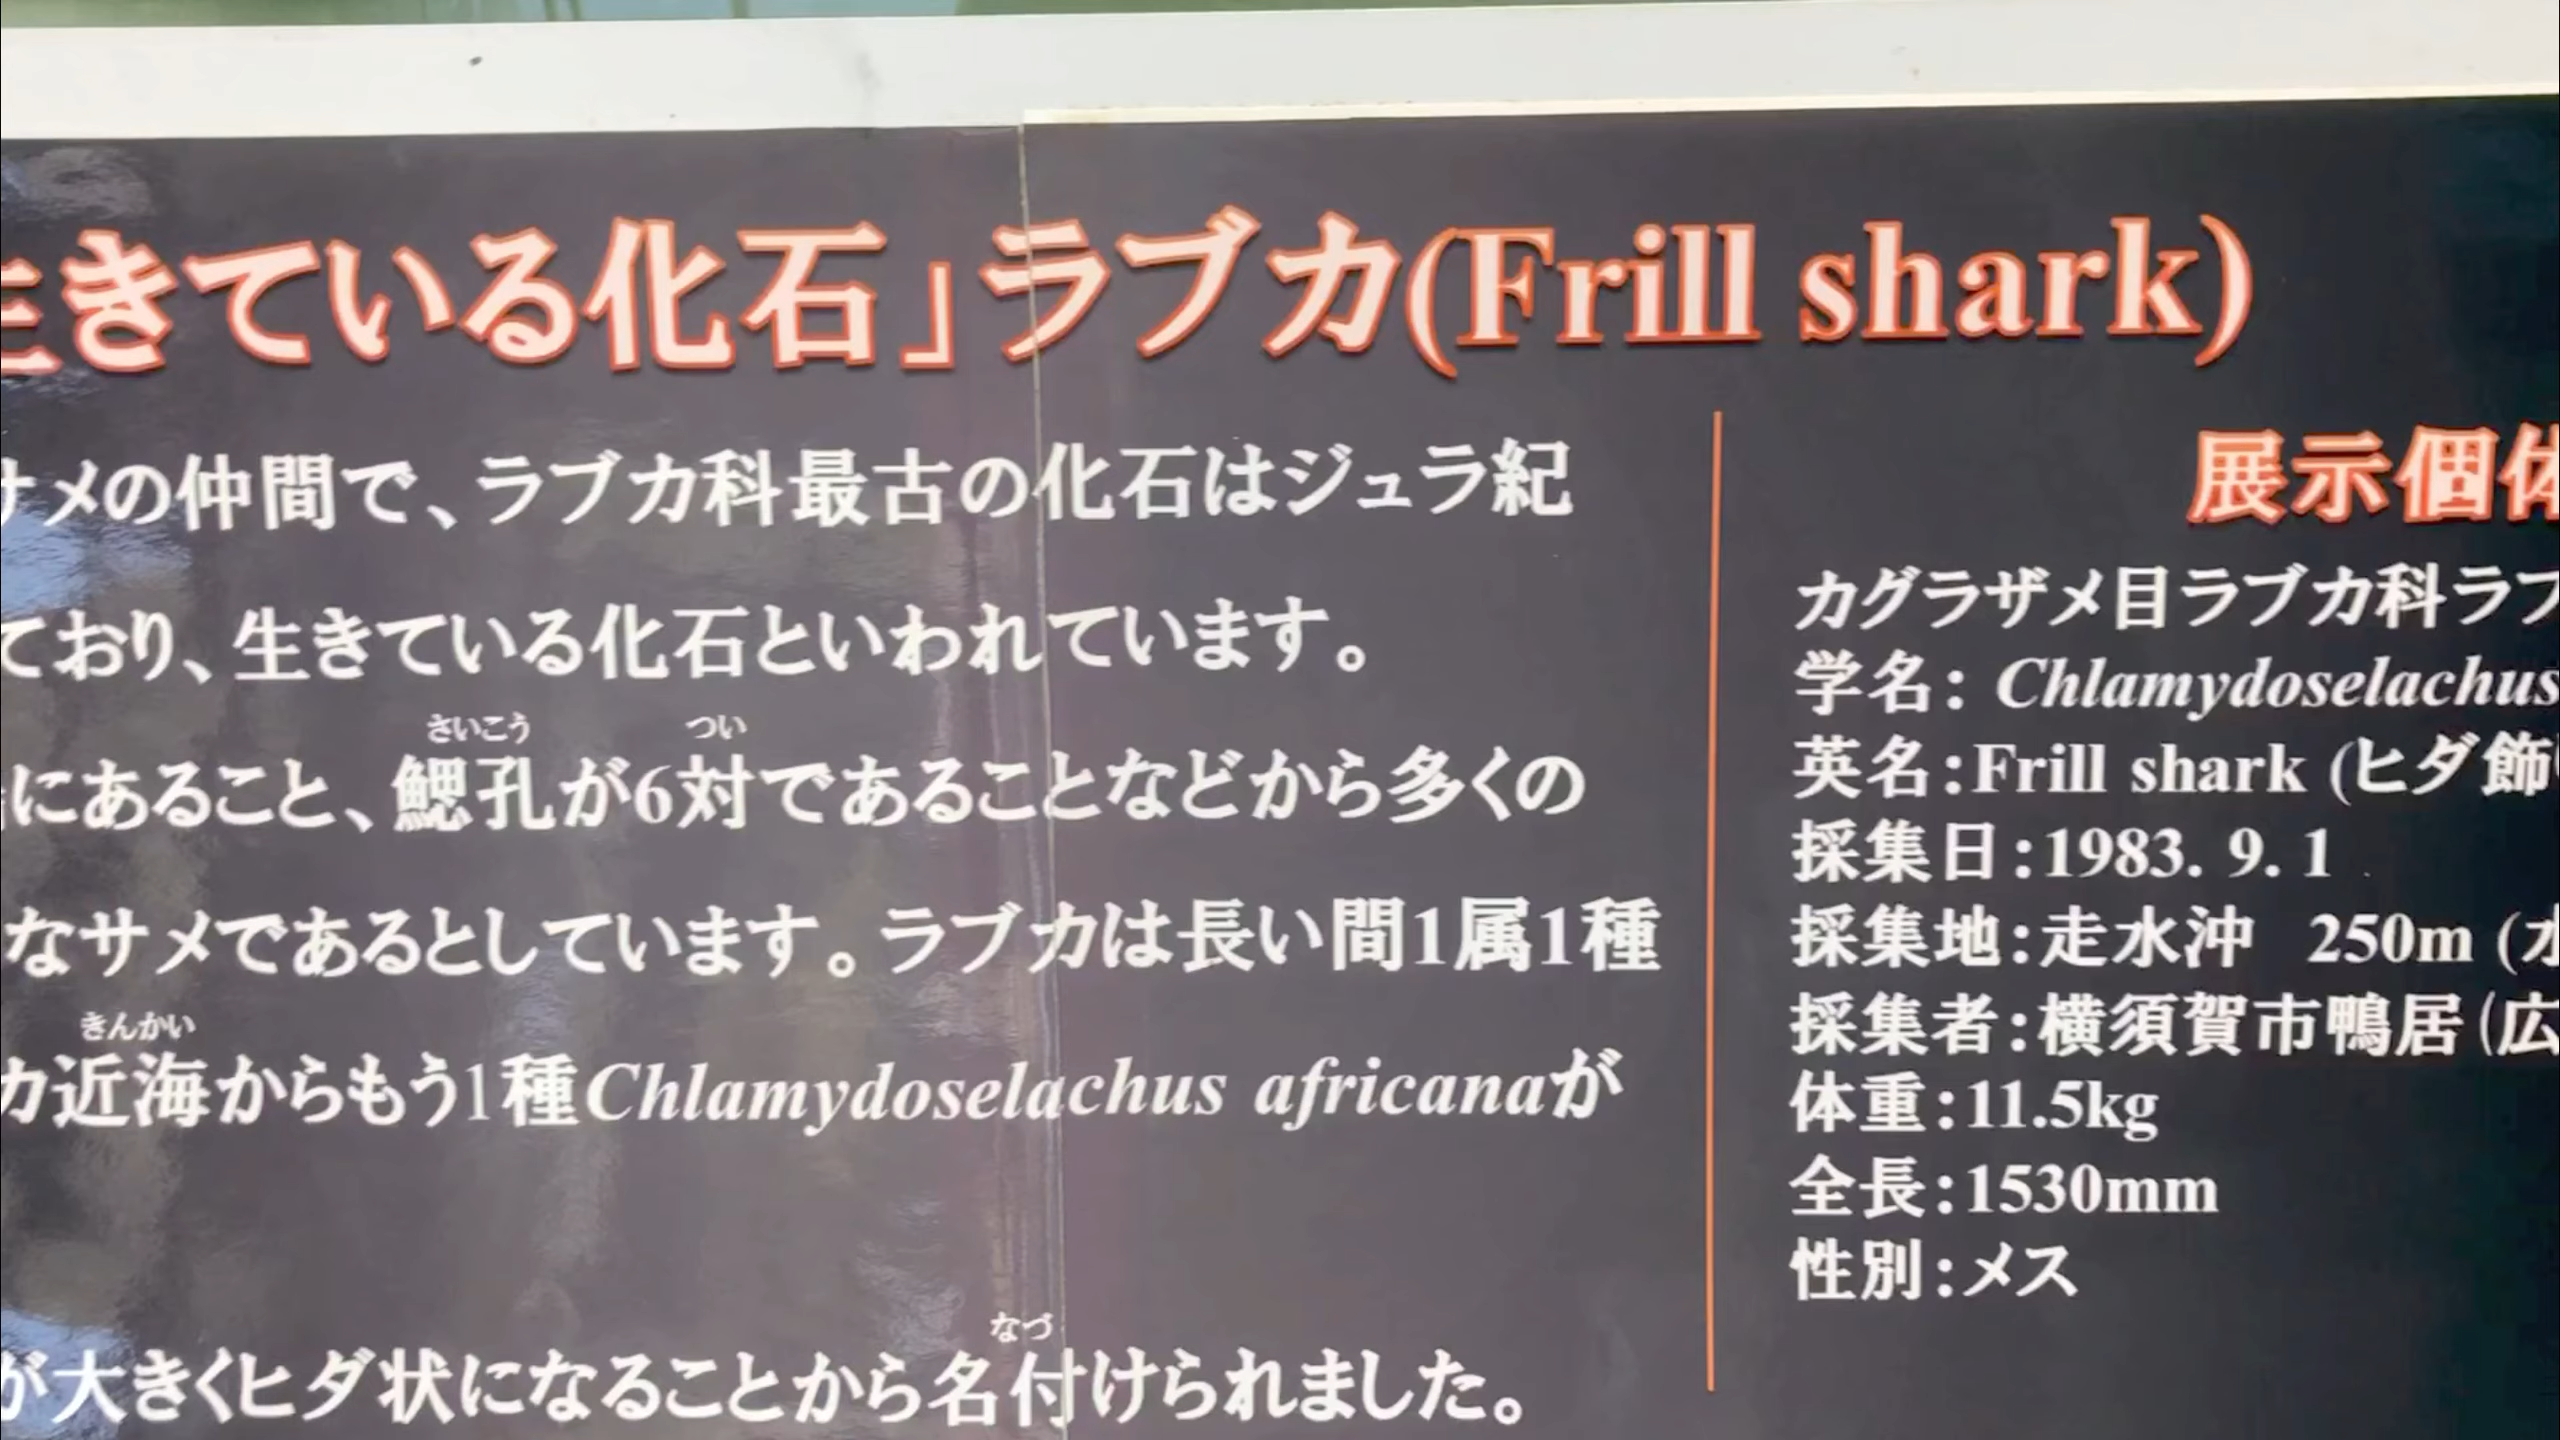 きている化石」ラブカ(Frill shark)
メの仲間で、ラブカ科最古の化石はジュラ紀
ており、生きている化石といわれています。
さいこう つい
にあること、鰓孔が6対であることなどから多くの
なサメであるとしています。ラブカは長い間1属1種
きんかい
カ近海からもう1種Chlamydoselachus africanaが
なづ
が大きくヒダ状になることから名付けられました。
展示個体
カグラザメ目ラブカ科ラブ
学名：Chlamydoselachus
英名：Frill shark (ヒダ飾
採集日：1983. 9. 1
採集地：走水沖 250m (水
採集者：横須賀市鴨居(広
体重：11.5kg
全長：1530mm
性別：メス